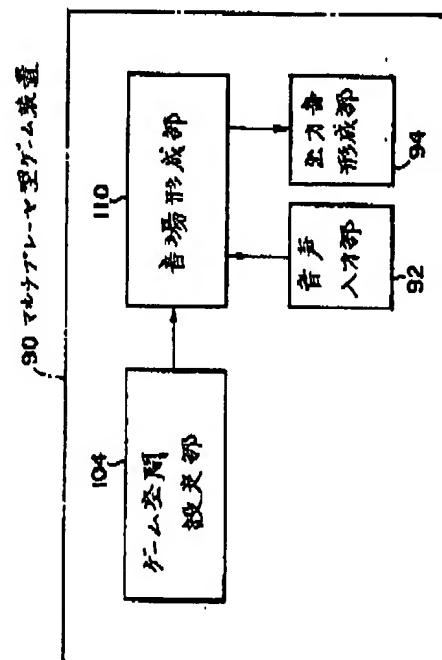 90 マルチプレーヤ型ゲーム装置
104
110
ゲーム空間
設定部
音場形成部
音声
入力部
出力音
形成部
92
94